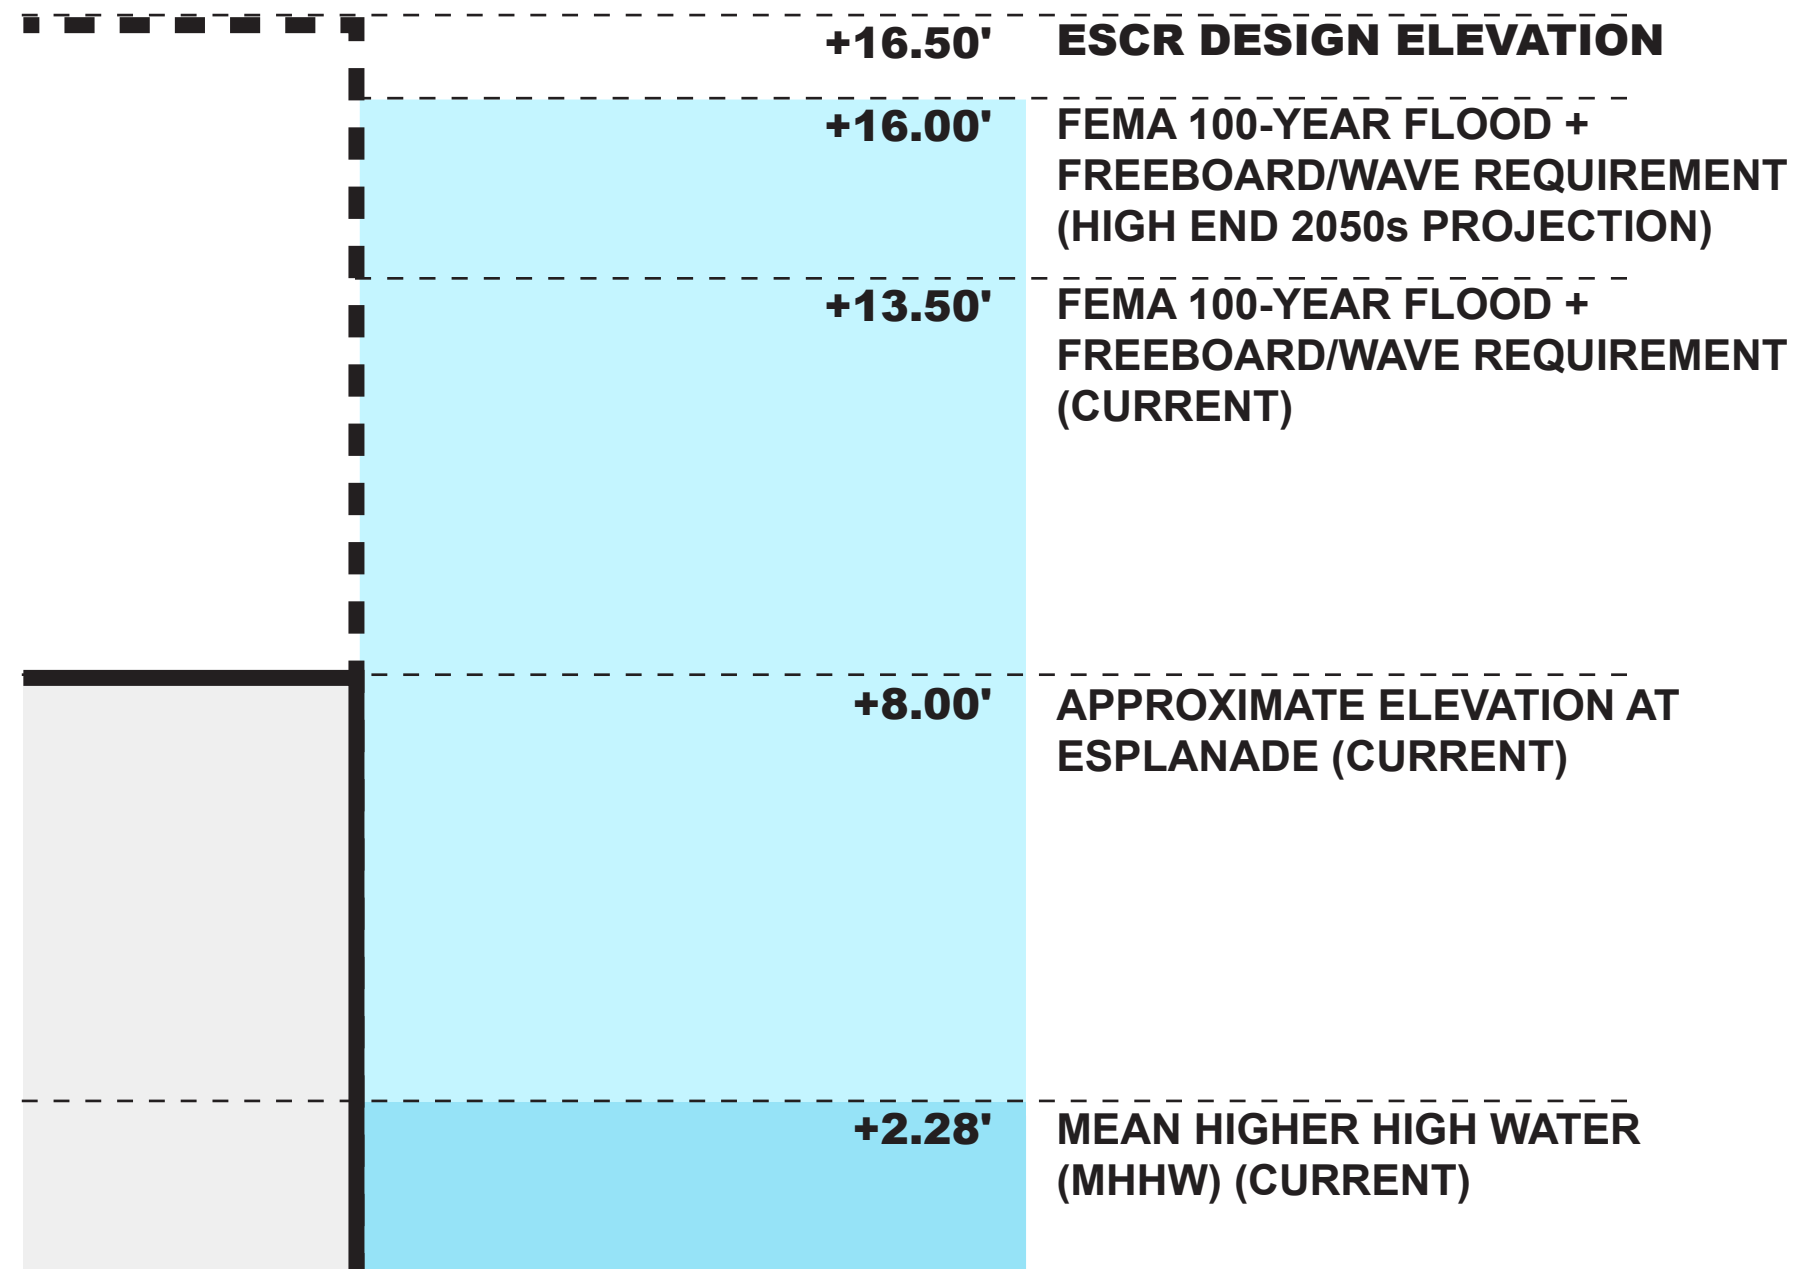 +16.50' ESCR DESIGN ELEVATION
+16.00' FEMA 100-YEAR FLOOD +
FREEBOARD/WAVE REQUIREMENT
(HIGH END 2050s PROJECTION)
+13.50' FEMA 100-YEAR FLOOD +
FREEBOARD/WAVE REQUIREMENT
(CURRENT)
+8.00' APPROXIMATE ELEVATION AT
ESPLANADE (CURRENT)
+2.28' MEAN HIGHER HIGH WATER
(MHHW) (CURRENT)